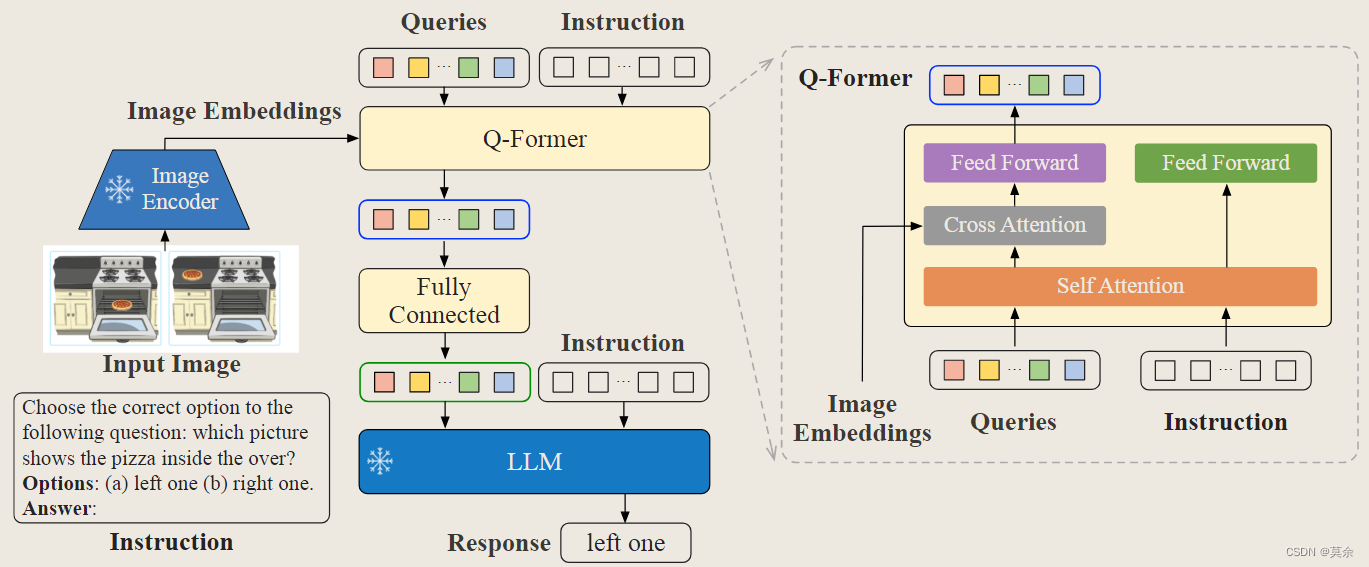 Queries
Instruction
Image Embeddings
Q-Former
Image
Encoder
Input Image
Fully
Connected
Instruction
LLM
Response
left one
Choose the correct option to the
following question: which picture
shows the pizza inside the over?
Options: (a) left one (b) right one.
Answer:
Instruction
Q-Former
Feed Forward
Feed Forward
Cross Attention
Self Attention
Image
Embeddings
Queries
Instruction
CSDN @莫余